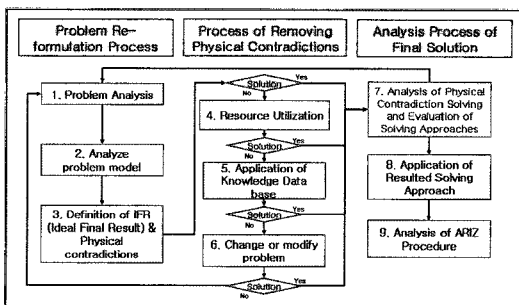 Problem Re-
formulation Process
Process of Removing
Physical Contradictions
Analysis Process of
Final Solution
1. Problem Analysis
2. Analyze
problem model
3. Definition of IFR
(Ideal Final Result) &
Physical
contradictions
Solution
Yes
No
4. Resource Utilization
Solution
Yes
No
5. Application of
Knowledge Data
base
Solution
Yes
No
6. Change or modify
problem
Solution
Yes
No
7. Analysis of Physical
Contradiction Solving
and Evaluation of
Solving Approaches
8. Application of
Resulted Solving
Approach
9. Analysis of ARIZ
Procedure